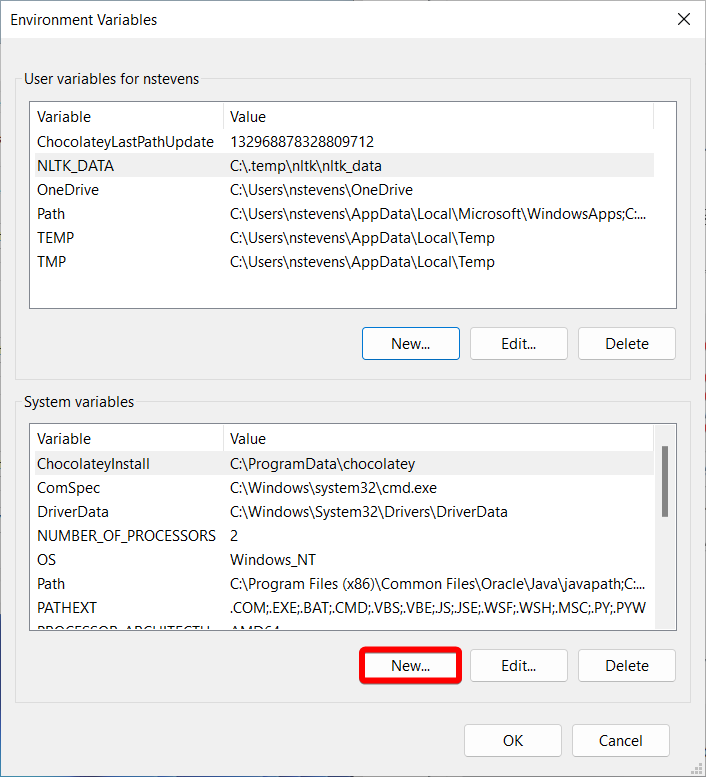 Environment Variables
User variables for nstevens
Variable Value
ChocolateyLastPathUpdate 132968878328809712
NLTK_DATA C:\.temp\nltk\nltk_data
OneDrive C:\Users\nstevens\OneDrive
Path C:\Users\nstevens\AppData\Local\Microsoft\WindowsApps;C:...
TEMP C:\Users\nstevens\AppData\Local\Temp
TMP C:\Users\nstevens\AppData\Local\Temp
New... Edit... Delete
System variables
Variable Value
ChocolateyInstall C:\ProgramData\chocolatey
ComSpec C:\Windows\system32\cmd.exe
DriverData C:\Windows\System32\Drivers\DriverData
NUMBER_OF_PROCESSORS 2
OS Windows_NT
Path C:\Program Files (x86)\Common Files\Oracle\Java\javapath;C:...
PATHEXT .COM;.EXE;.BAT;.CMD;.VBS;.VBE;.JS;.JSE;.WSF;.WSH;.MSC;.PY;.PYW
New... Edit... Delete
OK Cancel